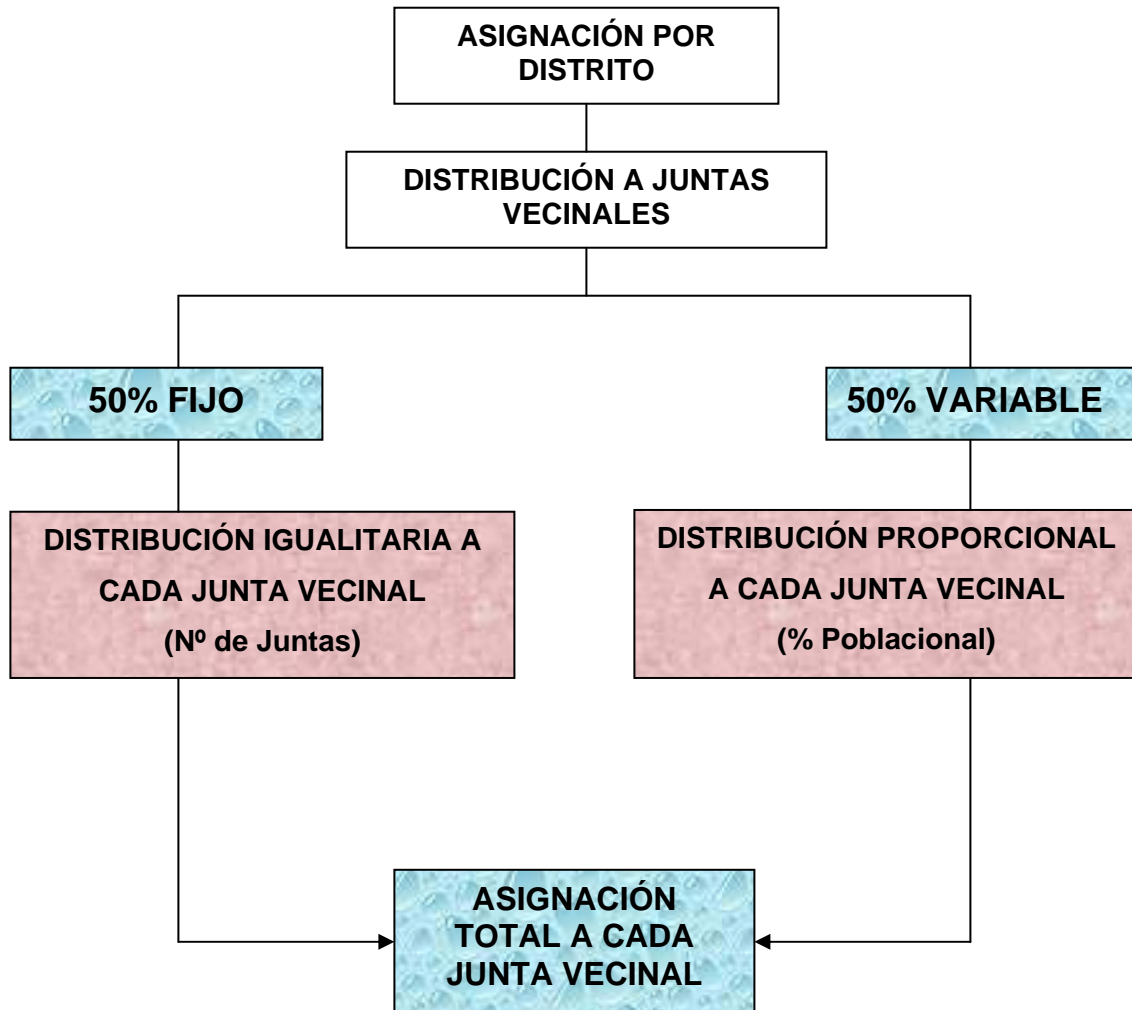 ASIGNACIÓN POR
DISTRITO
DISTRIBUCIÓN A JUNTAS
VECINALES
50% FIJO
50% VARIABLE
DISTRIBUCIÓN IGUALITARIA A
CADA JUNTA VECINAL
(Nº de Juntas)
DISTRIBUCIÓN PROPORCIONAL
A CADA JUNTA VECINAL
(% Poblacional)
ASIGNACIÓN
TOTAL A CADA
JUNTA VECINAL